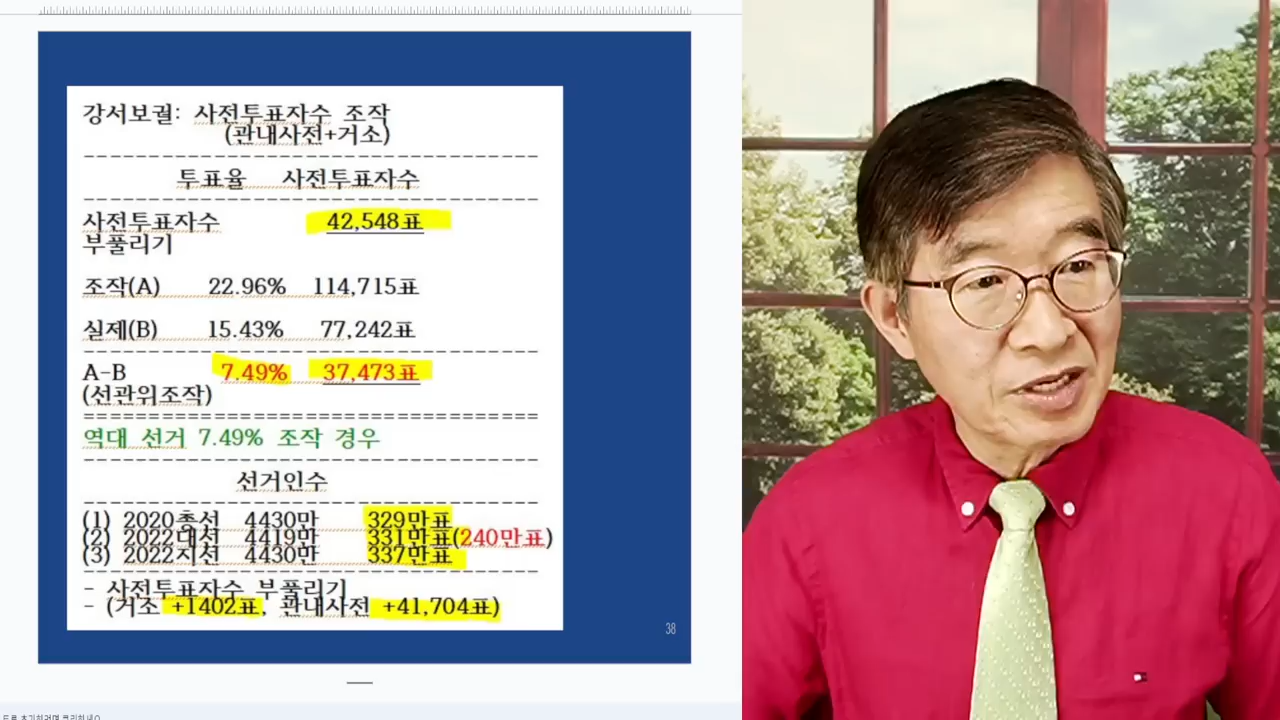 강서보궐: 사전투표자수 조작
(관내사전+거소)
투표율 사전투표자수
사전투표자수 42,548표
부풀리기
조작(A) 22.96% 114,715표
실제(B) 15.43% 77,242표
A-B 7.49% 37,473표
(선관위조작)
역대 선거 7.49% 조작 경우
선거인수
(1) 2020총선 4430만 329만표
(2) 2022대선 4419만 331만표(240만표)
(3) 2022지선 4430만 337만표
- 사전투표자수 부풀리기
- (거소 +1402표, 관내사전 +41,704표)
38